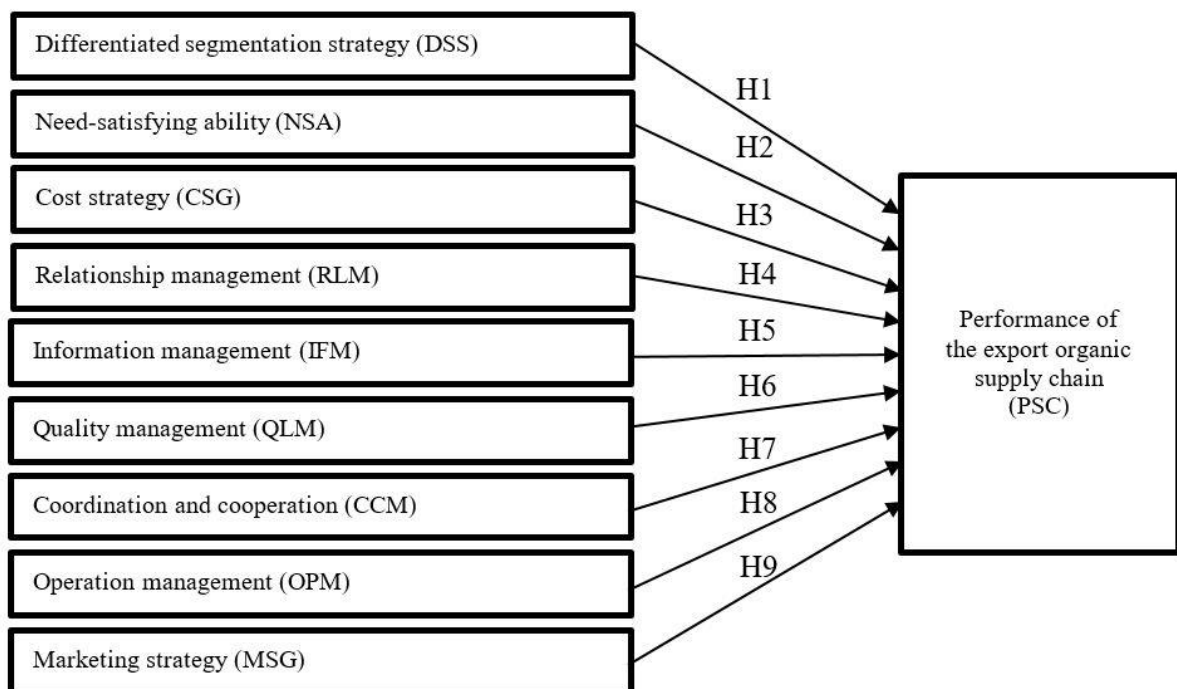 Differentiated segmentation strategy (DSS)
H1
Need-satisfying ability (NSA)
H2
Cost strategy (CSG)
H3
Relationship management (RLM)
H4
Information management (IFM)
H5
Quality management (QLM)
H6
Coordination and cooperation (CCM)
H7
Operation management (OPM)
H8
Marketing strategy (MSG)
H9
Performance of
the export organic
supply chain
(PSC)